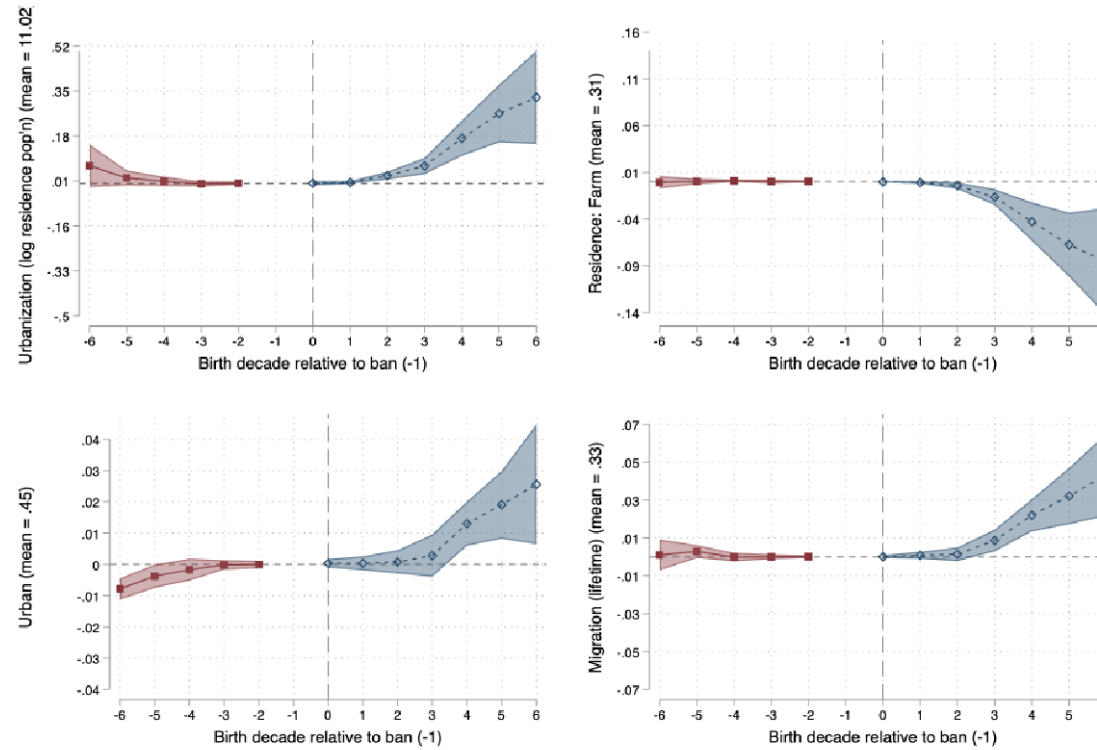 Urbanization (log residence pop'n) (mean = 11.02)
.52
.35
.18
.01
-.16
-.33
-.5
-6 -5 -4 -3 -2 -1 0 1 2 3 4 5 6
Birth decade relative to ban (-1)
Residence: Farm (mean = .31)
.16
.11
.06
.01
-.04
-.09
-.14
-6 -5 -4 -3 -2 -1 0 1 2 3 4 5
Birth decade relative to ban (-1)
Urban (mean = .45)
.04
.03
.02
.01
0
-.01
-.02
-.03
-.04
-6 -5 -4 -3 -2 -1 0 1 2 3 4 5 6
Birth decade relative to ban (-1)
Migration (lifetime) (mean = .33)
.07
.05
.03
.01
-.01
-.03
-.05
-.07
-6 -5 -4 -3 -2 -1 0 1 2 3 4 5
Birth decade relative to ban (-1)